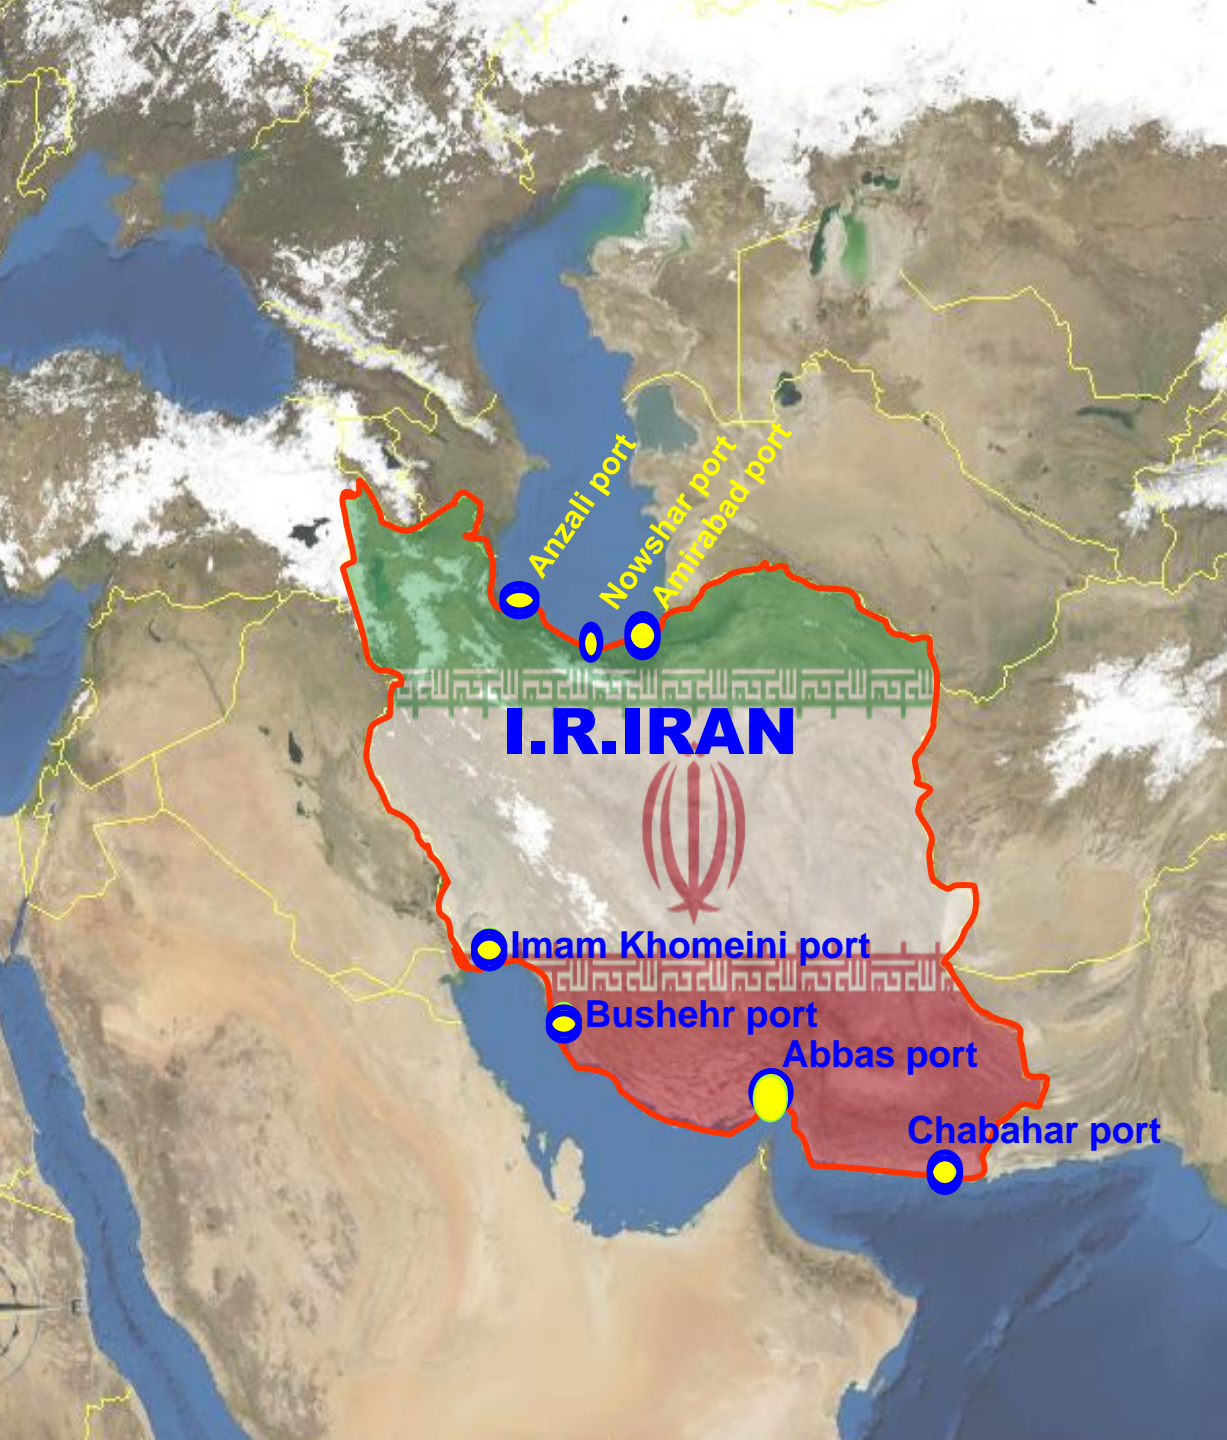 Anzali port
Nowshar port
Amirabad port
I.R.IRAN
Imam Khomeini port
Bushehr port
Abbas port
Chabahar port
E